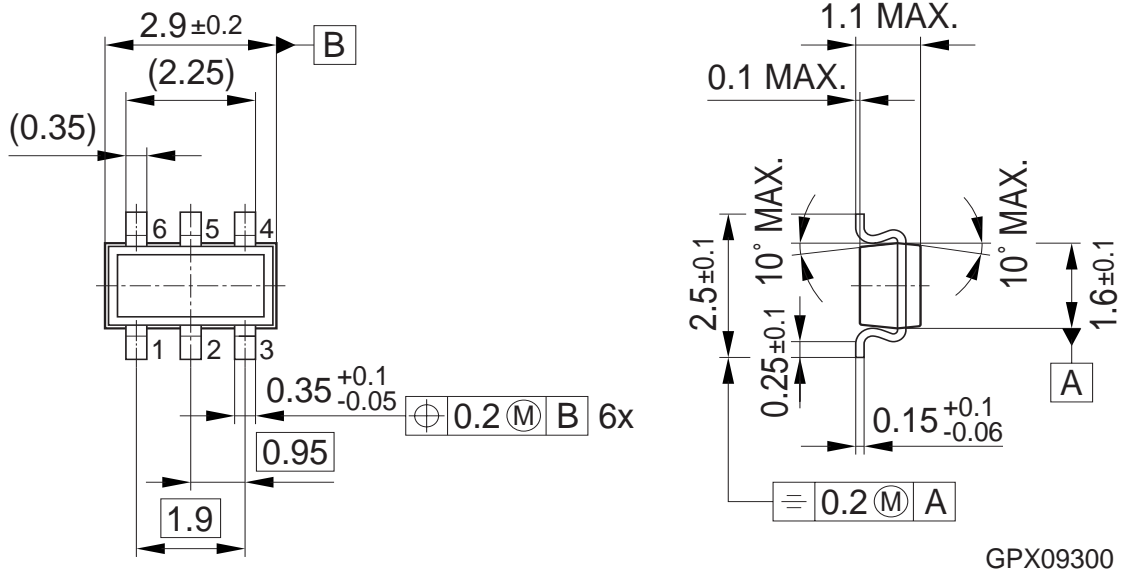 2.9±0.2
B
(2.25)
(0.35)
6 5 4
1 2 3
0.35 +0.1 -0.05
0.2 Ⓜ B 6x
0.95
1.9
1.1 MAX.
0.1 MAX.
10° MAX.
10° MAX.
2.5±0.1
0.25±0.1
1.6±0.1
A
0.15 +0.1 -0.06
0.2 Ⓜ A
GPX09300